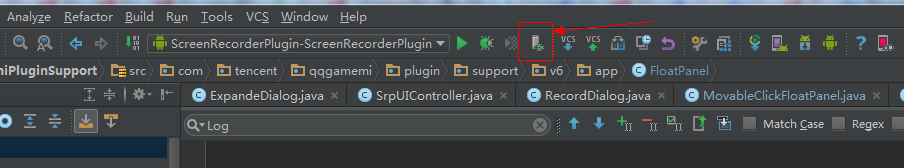 Analyze Refactor Build Run Tools VCS Window Help
ScreenRecorderPlugin-ScreenRecorderPlugin VCS VCS ?
niPluginSupport src com tencent qqgamemi plugin support v6 app FloatPanel
ExpandeDialog.java SrpUIController.java RecordDialog.java MovableClickFloatPanel.java
Log Match Case Regex